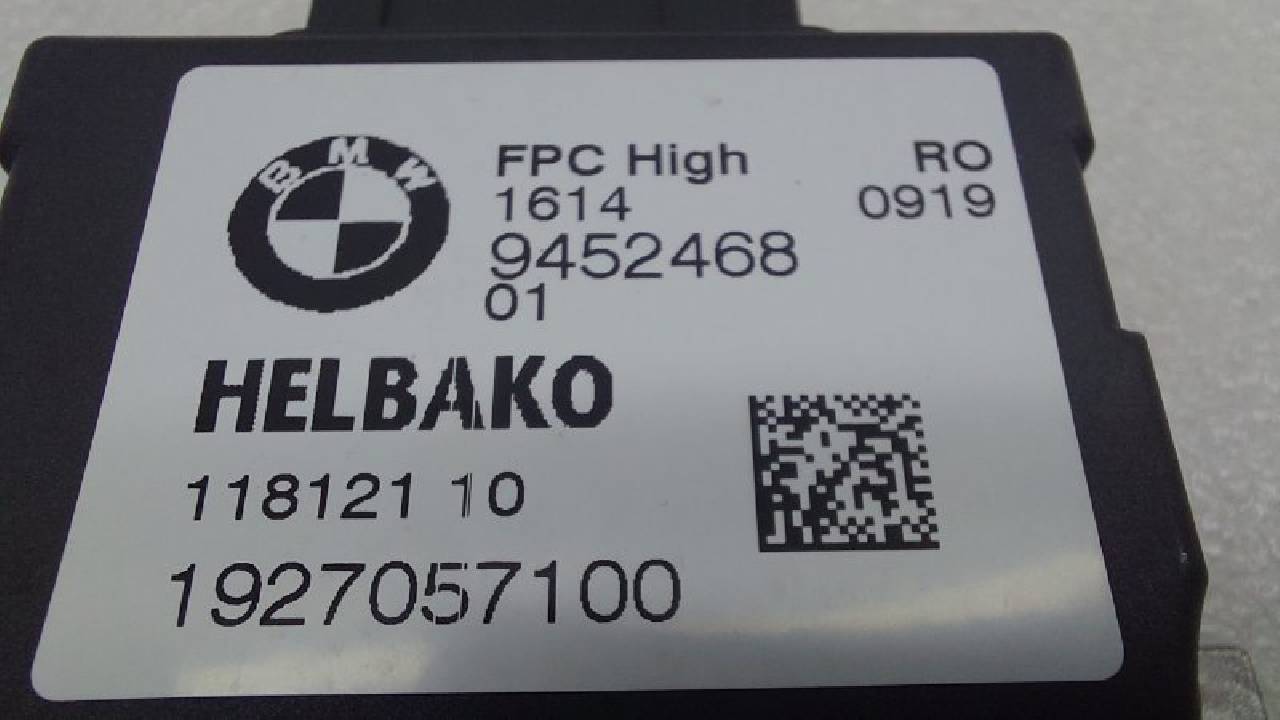 BMW
FPC High RO
1614 0919
9452468
01
HELBAKO
118121 10
1927057100